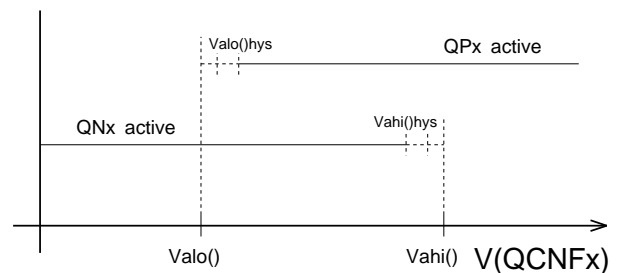 Valo()hys
QPx active
Vahi()hys
QNx active
Valo()
Vahi()
V(QCNFx)